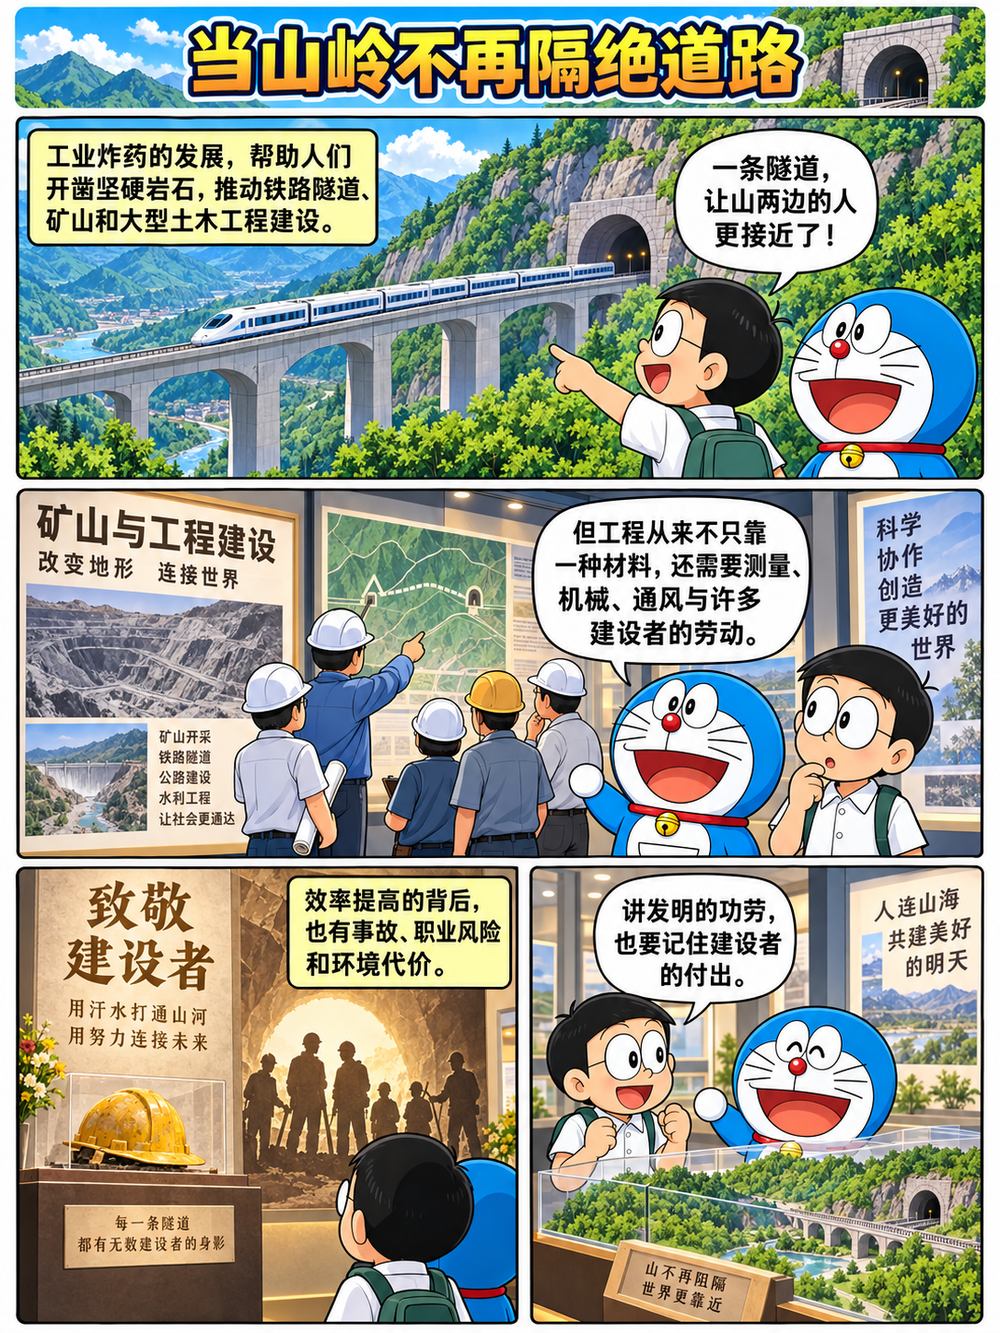 当山岭不再隔绝道路
工业炸药的发展，帮助人们
开凿坚硬岩石，推动铁路隧道、
矿山和大型土木工程建设。
一条隧道，
让山两边的人
更接近了！
矿山与工程建设
改变地形 连接世界
矿山开采
铁路隧道
公路建设
水利工程
让社会更通达
但工程从来不只靠
一种材料，还需要测量、
机械、通风与许多
建设者的劳动。
科学
协作
创造
更美好的
世界
致敬
建设者
用汗水打通山河
用努力连接未来
每一条隧道
都有无数建设者的身影
效率提高的背后，
也有事故、职业风险
和环境代价。
讲发明的功劳，
也要记住建设者
的付出。
人连山海
共建美好
的明天
山不再阻隔
世界更靠近